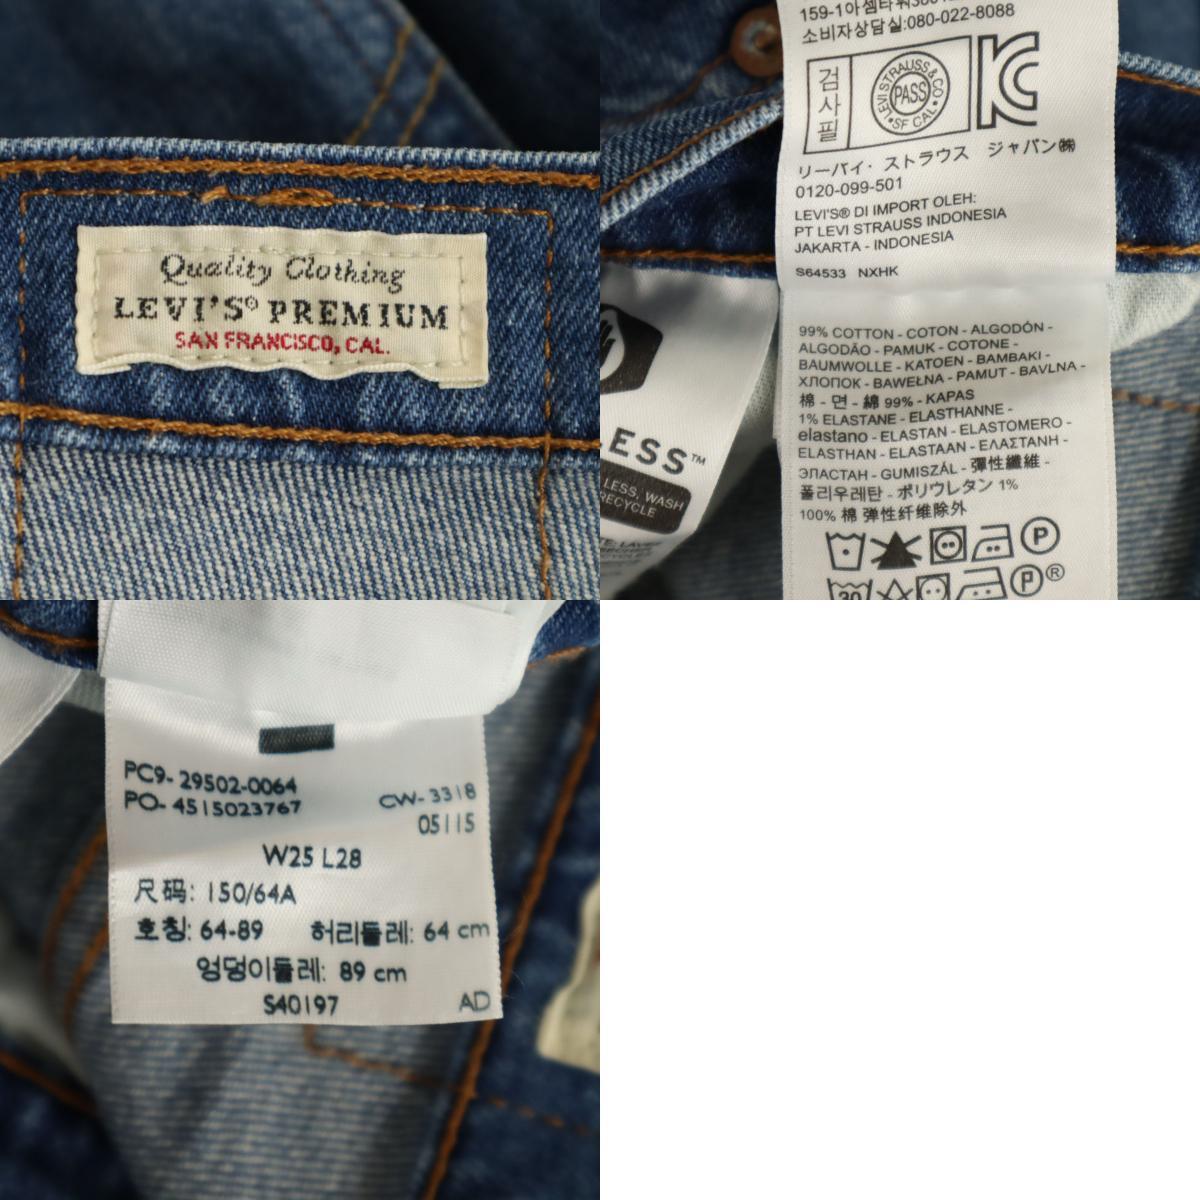 Quality Clothing
LEVI'S® PREMIUM
SAN FRANCISCO, CAL.
소비자상담실:080-022-8088
검사필
LEVI STRAUSS & CO
PASS
SF CAL.
リーバイ・ストラウス ジャパン㈱
0120-099-501
LEVI'S® DI IMPORT OLEH:
PT LEVI STRAUSS INDONESIA
JAKARTA - INDONESIA
S64533 NXHK
99% COTTON - COTON - ALGODÓN -
ALGODÃO - PAMUK - COTONE -
BAUMWOLLE - KATOEN - BAMBAKI -
ХЛОПОК - BAWEŁNA - PAMUT - BAVLNA -
棉 - 면 - 綿 99% - KAPAS
1% ELASTANE - ELASTHANNE -
elastano - ELASTAN - ELASTOMERO -
ELASTHAN - ELASTAAN - ΕΛΑΣΤΑΝΗ -
ЭЛАСТАН - GUMISZÁL - 彈性纖維 -
폴리우레탄 - ポリウレタン 1%
100% 棉 弹性纤维除外
P
30
P®
ESS™
LESS, WASH
RECYCLE
PC9- 29502-0064
PO- 4515023767 CW- 3318
05115
W25 L28
尺码: 150/64A
호칭: 64-89 허리둘레: 64 cm
엉덩이둘레: 89 cm
S40197 AD